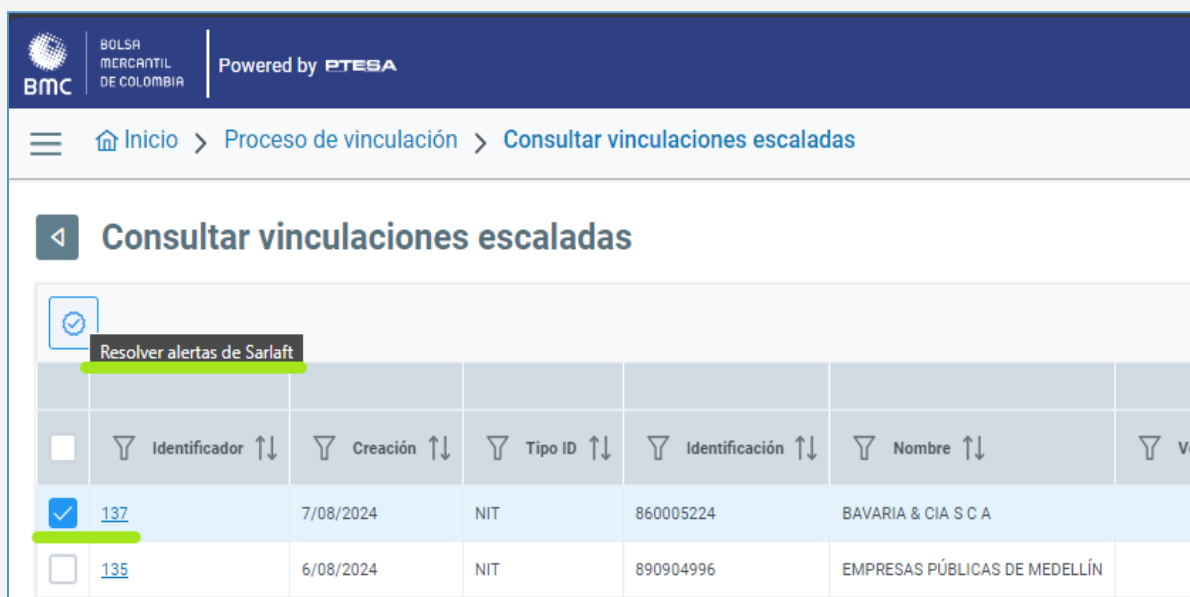 BMC
BOLSA
MERCANTIL
DE COLOMBIA
Powered by PTESA
Inicio > Proceso de vinculación > Consultar vinculaciones escaladas
Consultar vinculaciones escaladas
Resolver alertas de Sarlaft
Identificador Creación Tipo ID Identificación Nombre
137 7/08/2024 NIT 860005224 BAVARIA & CIA S C A
135 6/08/2024 NIT 890904996 EMPRESAS PÚBLICAS DE MEDELLÍN